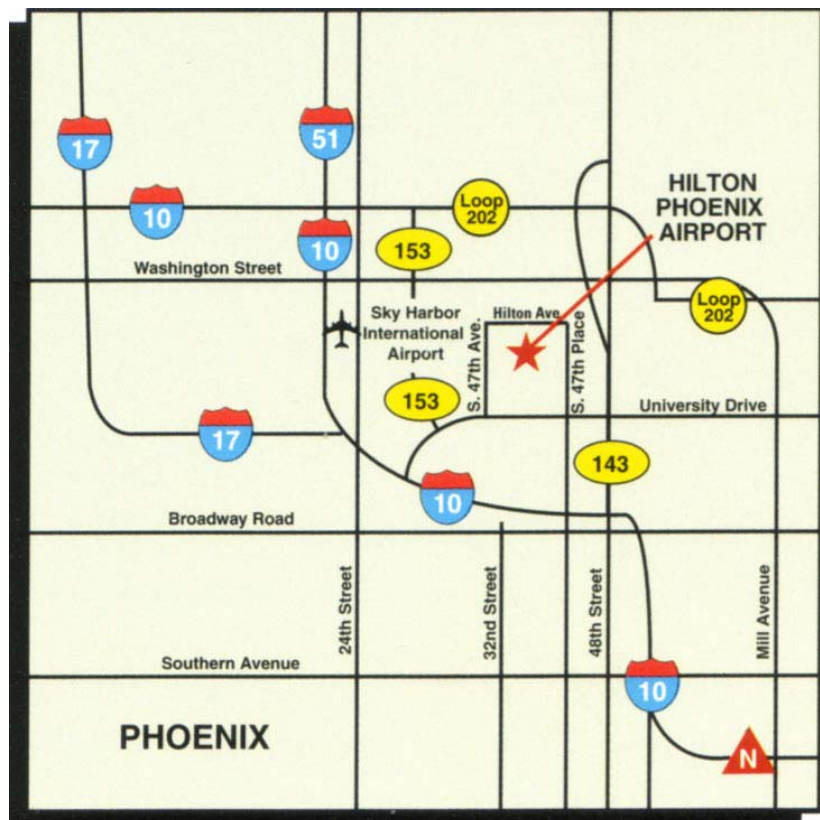 17
51
10
Loop
202
HILTON
PHOENIX
AIRPORT
10
153
Washington Street
Loop
202
Sky Harbor
International
Airport
Hilton Ave.
S. 47th Ave.
S. 47th Place
153
University Drive
17
143
10
Broadway Road
24th Street
32nd Street
48th Street
Mill Avenue
Southern Avenue
10
PHOENIX
N